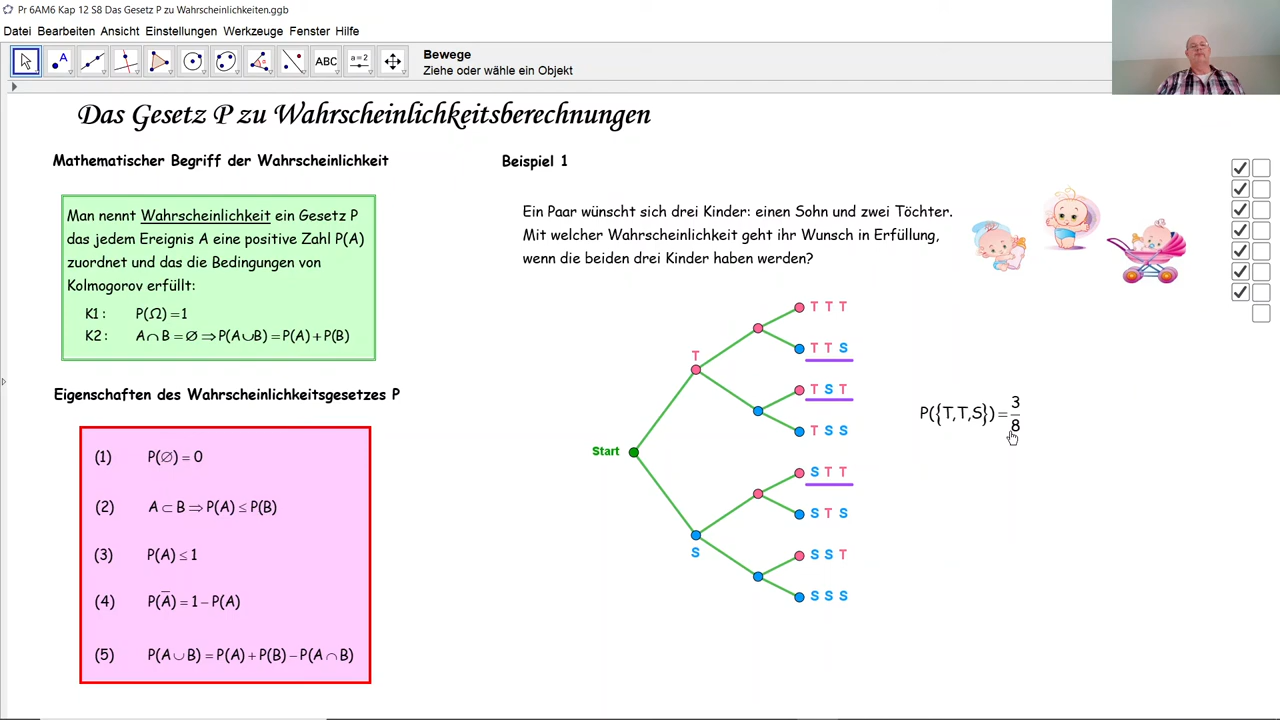 Pr 6AM6 Kap 12 S8 Das Gesetz P zu Wahrscheinlichkeiten.ggb
Datei Bearbeiten Ansicht Einstellungen Werkzeuge Fenster Hilfe
A
ABC
a=2
Bewege
Ziehe oder wähle ein Objekt
Das Gesetz P zu Wahrscheinlichkeitsberechnungen
Mathematischer Begriff der Wahrscheinlichkeit
Man nennt Wahrscheinlichkeit ein Gesetz P
das jedem Ereignis A eine positive Zahl P(A)
zuordnet und das die Bedingungen von
Kolmogorov erfüllt:
K1: P(Ω)=1
K2: A∩B=∅⇒P(A∪B)=P(A)+P(B)
Eigenschaften des Wahrscheinlichkeitsgesetzes P
(1) P(∅)=0
(2) A⊂B⇒P(A)≤P(B)
(3) P(A)≤1
(4) P(A̅)=1−P(A)
(5) P(A∪B)=P(A)+P(B)−P(A∩B)
Beispiel 1
Ein Paar wünscht sich drei Kinder: einen Sohn und zwei Töchter.
Mit welcher Wahrscheinlichkeit geht ihr Wunsch in Erfüllung,
wenn die beiden drei Kinder haben werden?
T T T
T T S
T
T S T
T S S
Start
S T T
S T S
S
S S T
S S S
P({T,T,S})=3/8